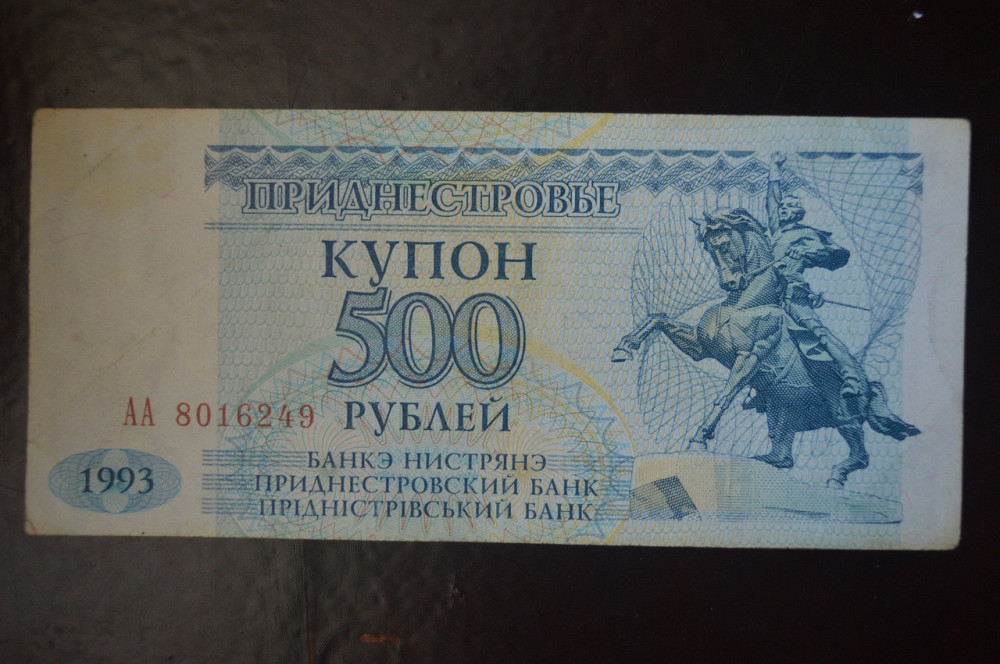 ПРИДНЕСТРОВЬЕ
КУПОН
500
РУБЛЕЙ
АА 8016249
1993
БАНКЭ НИСТРЯНЭ
ПРИДНЕСТРОВСКИЙ БАНК
ПРІДНІСТРІВСЬКИЙ БАНК